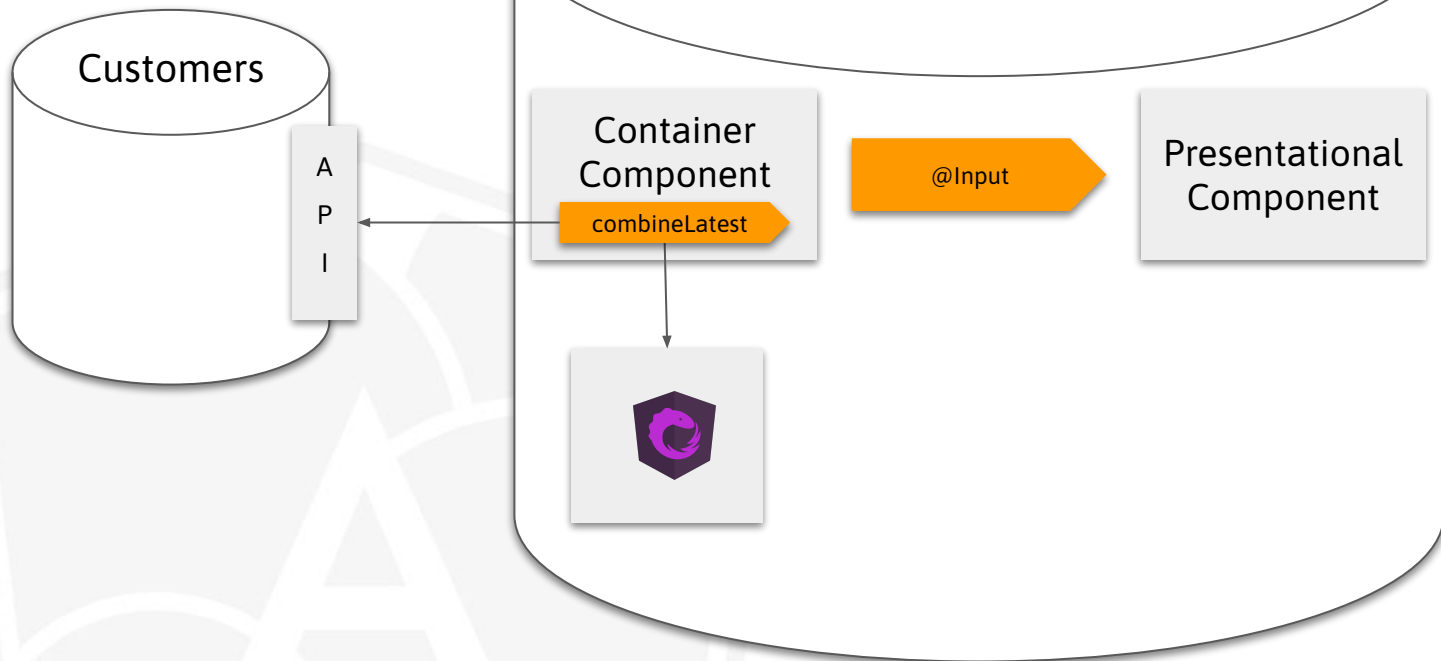 Customers
A
P
I
Container
Component
combineLatest
@Input
Presentational
Component